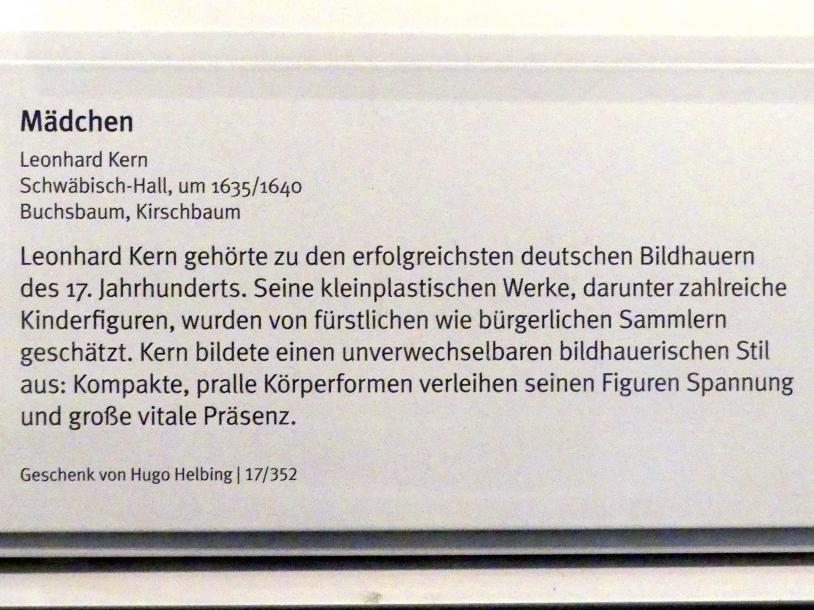 Mädchen
Leonhard Kern
Schwäbisch-Hall, um 1635/1640
Buchsbaum, Kirschbaum
Leonhard Kern gehörte zu den erfolgreichsten deutschen Bildhauern
des 17. Jahrhunderts. Seine kleinplastischen Werke, darunter zahlreiche
Kinderfiguren, wurden von fürstlichen wie bürgerlichen Sammlern
geschätzt. Kern bildete einen unverwechselbaren bildhauerischen Stil
aus: Kompakte, pralle Körperformen verleihen seinen Figuren Spannung
und große vitale Präsenz.
Geschenk von Hugo Helbing | 17/352